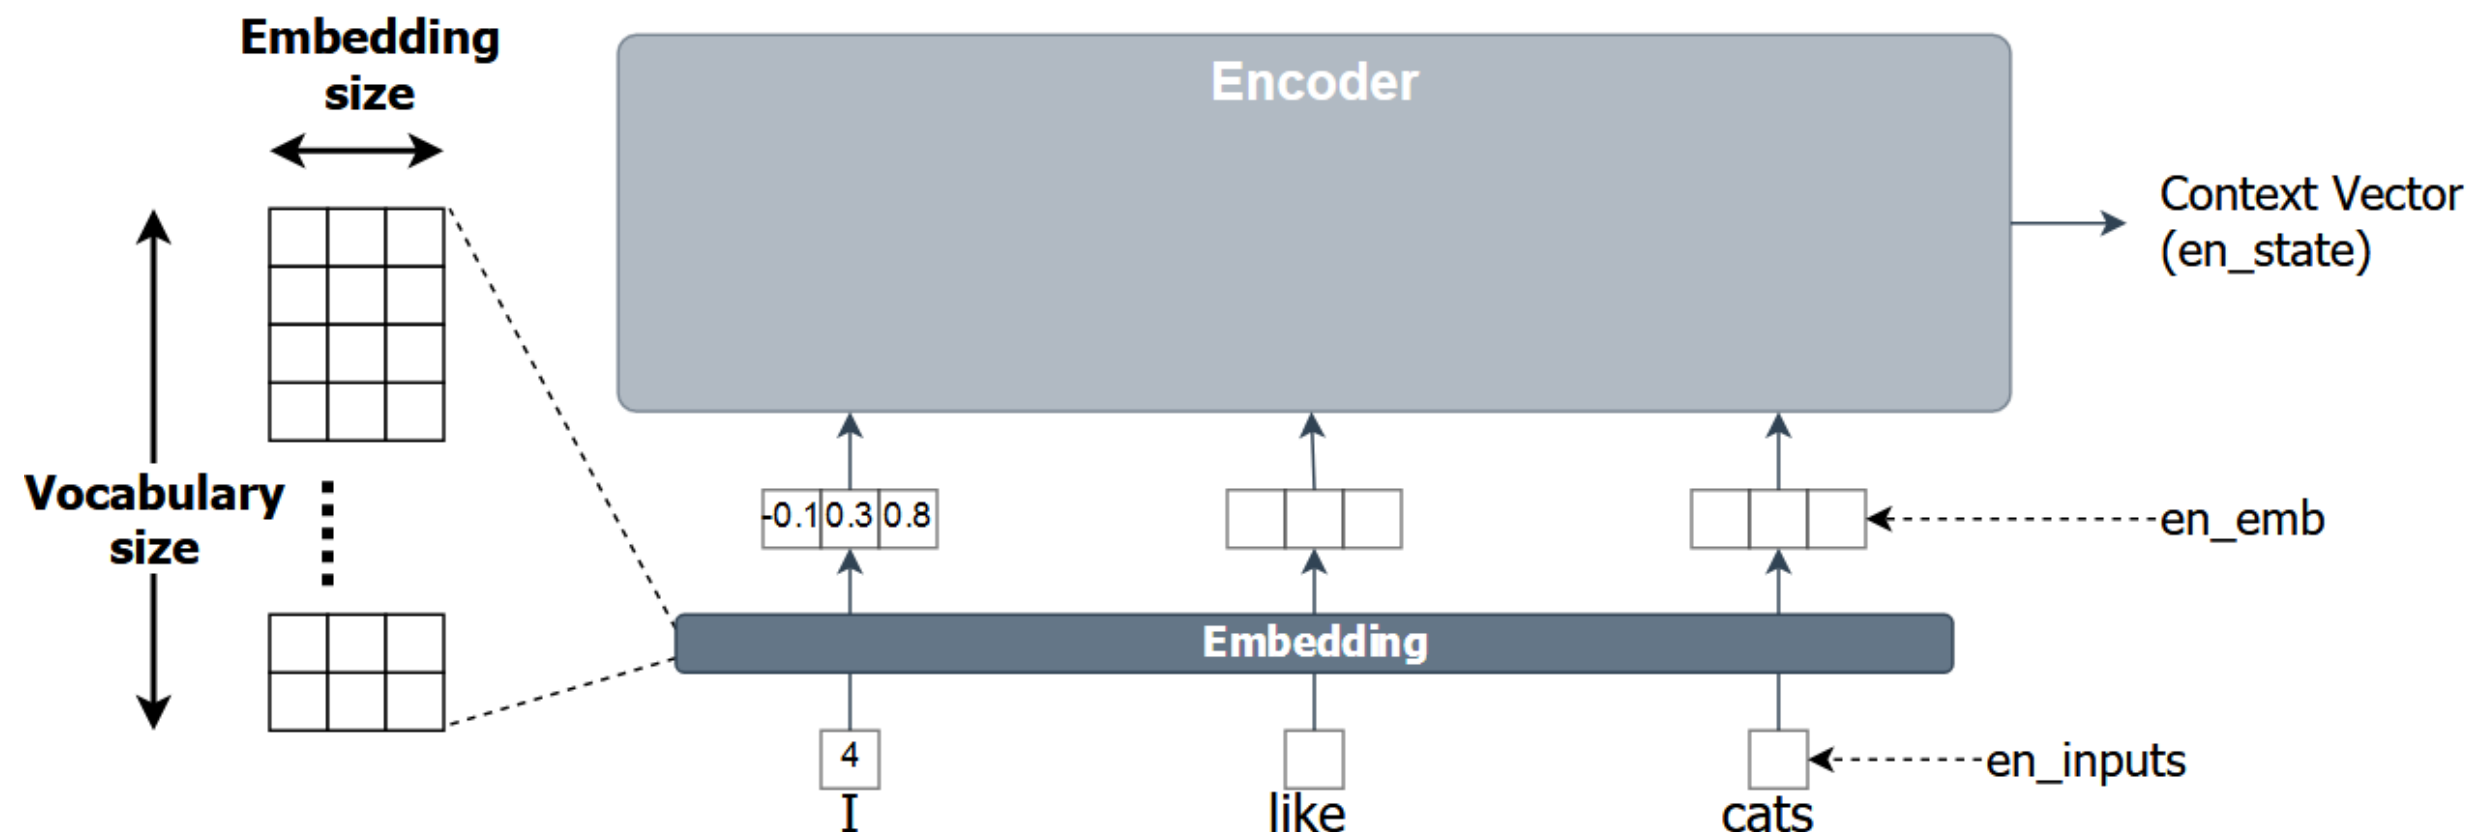 Embedding
size
Encoder
Context Vector
(en_state)
Vocabulary
size
-0.1 0.3 0.8
en_emb
Embedding
4
en_inputs
I like cats